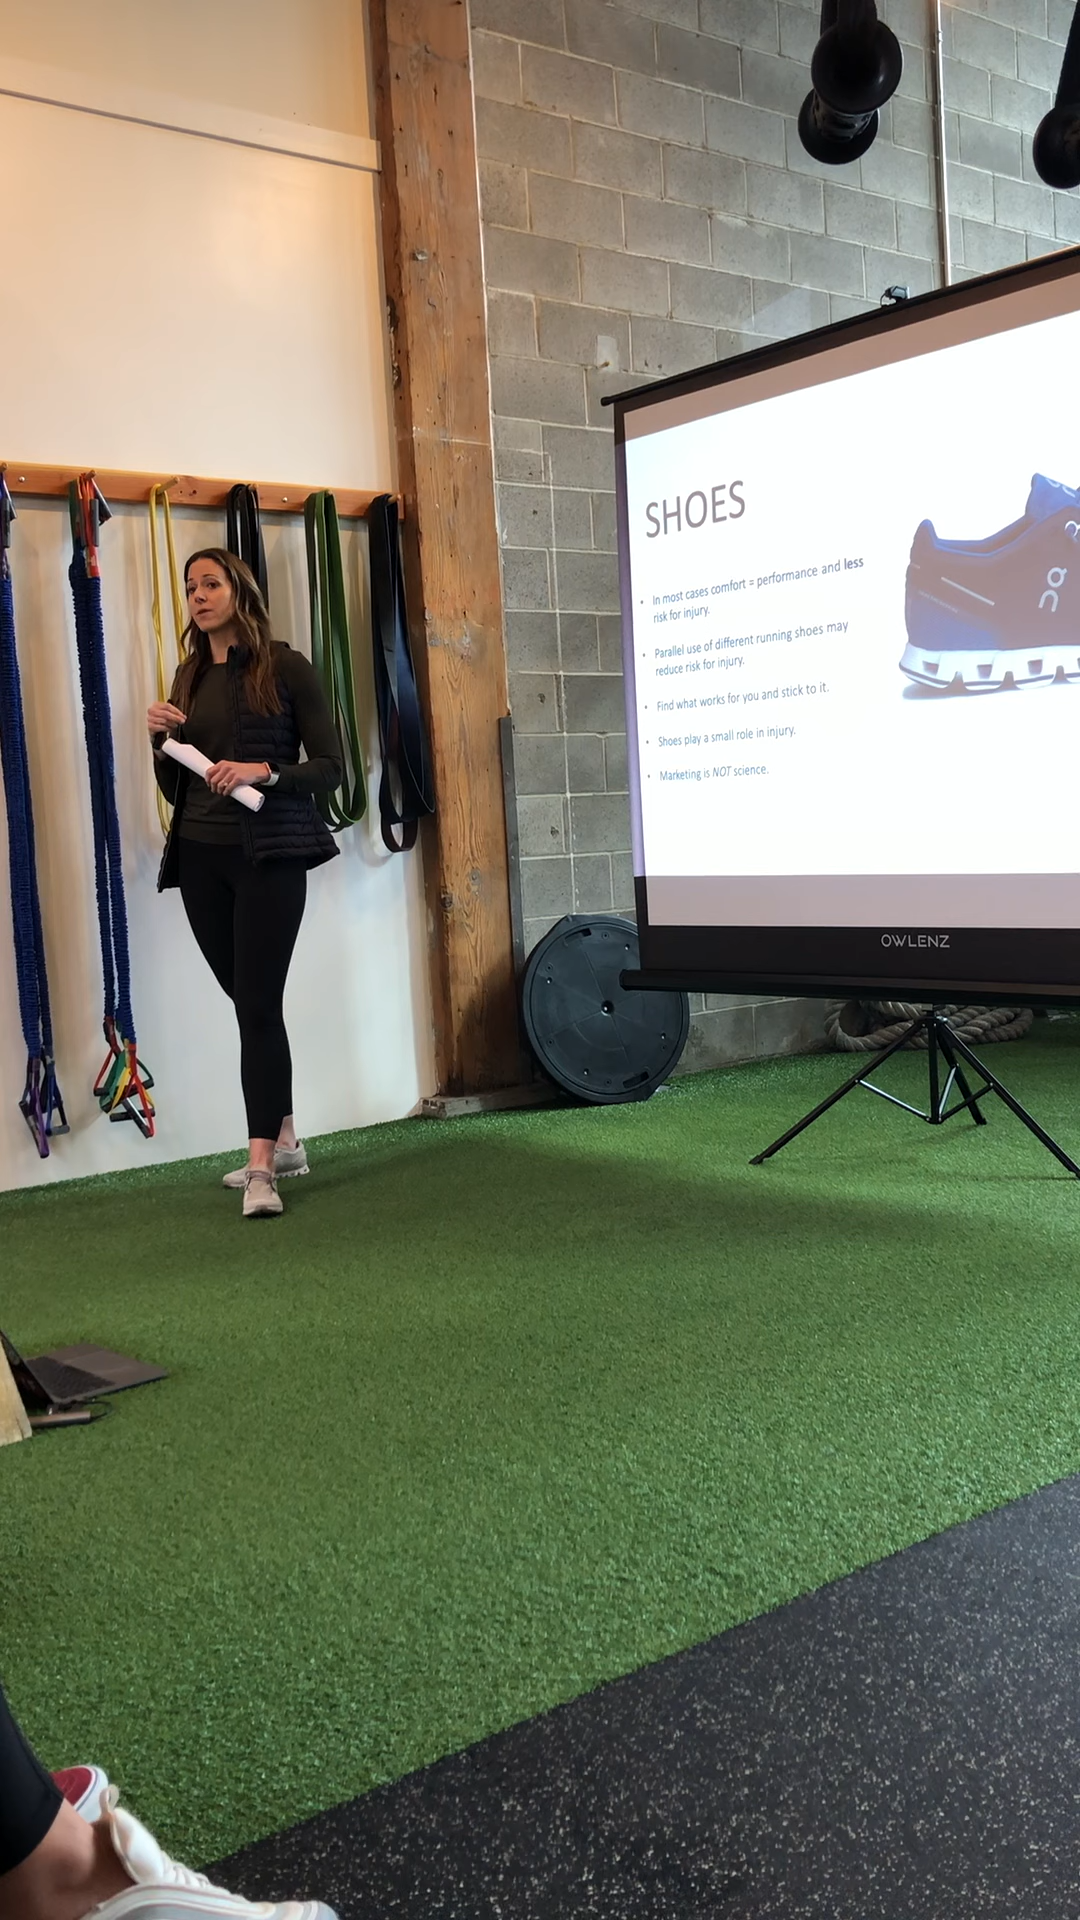 SHOES
• In most cases comfort = performance and less
risk for injury.
• Parallel use of different running shoes may
reduce risk for injury.
• Find what works for you and stick to it.
• Shoes play a small role in injury.
• Marketing is NOT science.
OWLENZ